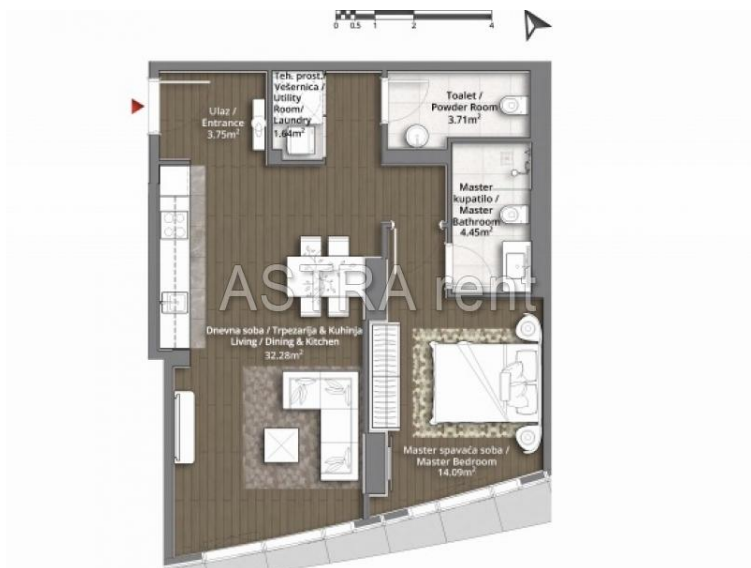 0 0.5 1 2 4
Ulaz /
Entrance
3.75m²
Teh. prost./
Vešernica /
Utility
Room/
Laundry
1.64m²
Toalet /
Powder Room
3.71m²
Master
kupatilo /
Master
Bathroom
4.45m²
ASTRA rent
Dnevna soba / Trpezarija & Kuhinja
Living / Dining & Kitchen
32.28m²
Master spavaća soba /
Master Bedroom
14.09m²